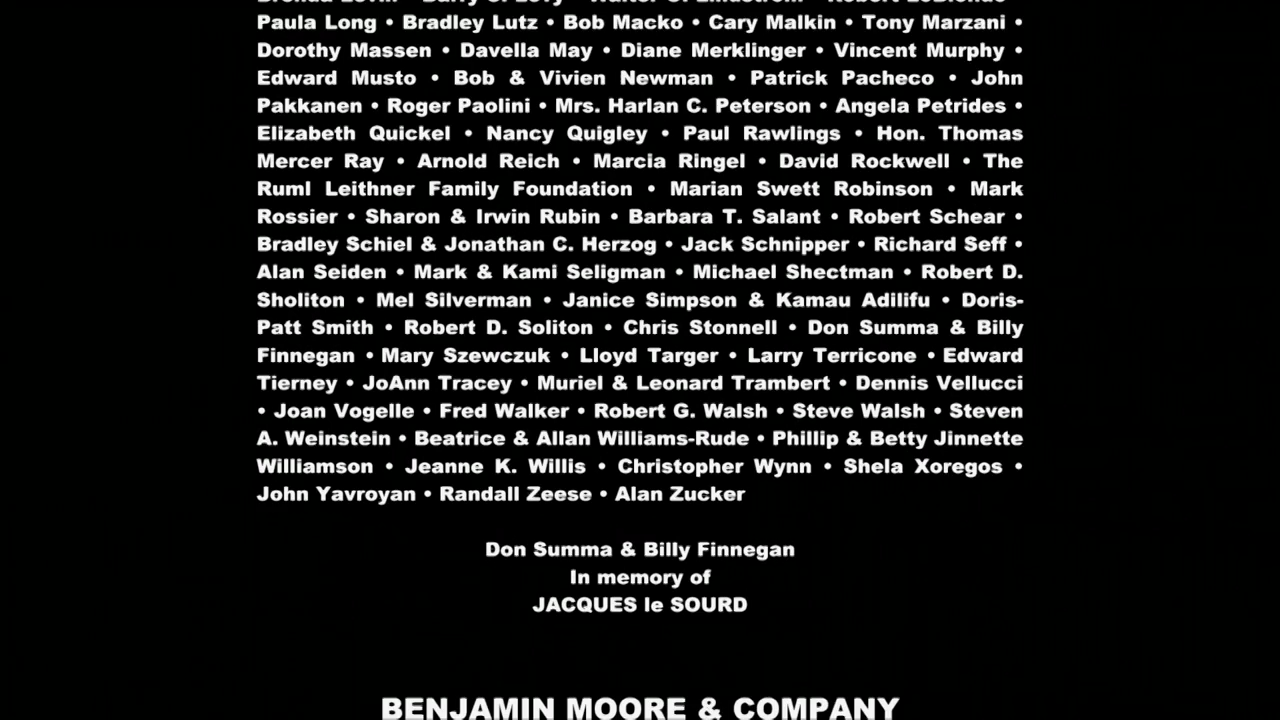 Paula Long • Bradley Lutz • Bob Macko • Cary Malkin • Tony Marzani •
Dorothy Massen • Davella May • Diane Merklinger • Vincent Murphy •
Edward Musto • Bob & Vivien Newman • Patrick Pacheco • John
Pakkanen • Roger Paolini • Mrs. Harlan C. Peterson • Angela Petrides •
Elizabeth Quickel • Nancy Quigley • Paul Rawlings • Hon. Thomas
Mercer Ray • Arnold Reich • Marcia Ringel • David Rockwell • The
Ruml Leithner Family Foundation • Marian Swett Robinson • Mark
Rossier • Sharon & Irwin Rubin • Barbara T. Salant • Robert Schear •
Bradley Schiel & Jonathan C. Herzog • Jack Schnipper • Richard Seff •
Alan Seiden • Mark & Kami Seligman • Michael Shectman • Robert D.
Sholiton • Mel Silverman • Janice Simpson & Kamau Adilifu • Doris-
Patt Smith • Robert D. Soliton • Chris Stonnell • Don Summa & Billy
Finnegan • Mary Szewczuk • Lloyd Targer • Larry Terricone • Edward
Tierney • JoAnn Tracey • Muriel & Leonard Trambert • Dennis Vellucci
• Joan Vogelle • Fred Walker • Robert G. Walsh • Steve Walsh • Steven
A. Weinstein • Beatrice & Allan Williams-Rude • Phillip & Betty Jinnette
Williamson • Jeanne K. Willis • Christopher Wynn • Shela Xoregos •
John Yavroyan • Randall Zeese • Alan Zucker
Don Summa & Billy Finnegan
In memory of
JACQUES le SOURD
BENJAMIN MOORE & COMPANY